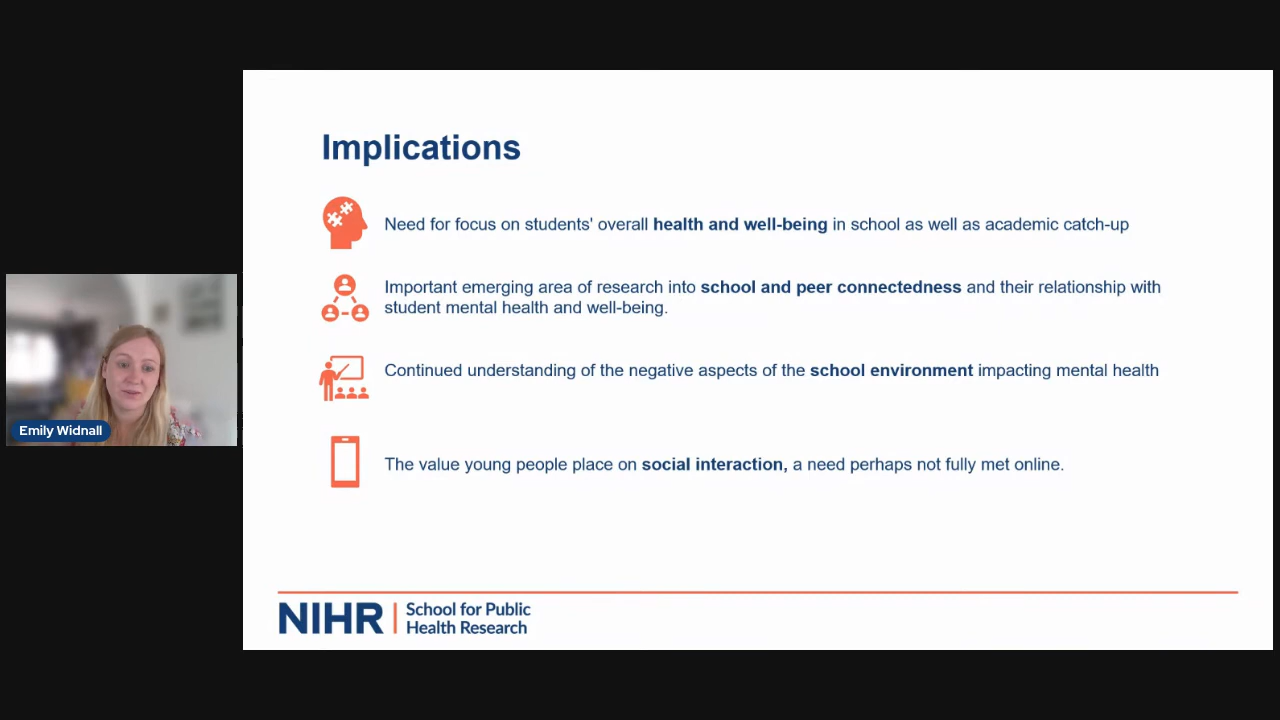 Implications
Need for focus on students' overall health and well-being in school as well as academic catch-up
Important emerging area of research into school and peer connectedness and their relationship with
student mental health and well-being.
Continued understanding of the negative aspects of the school environment impacting mental health
The value young people place on social interaction, a need perhaps not fully met online.
Emily Widnall
NIHR | School for Public
Health Research